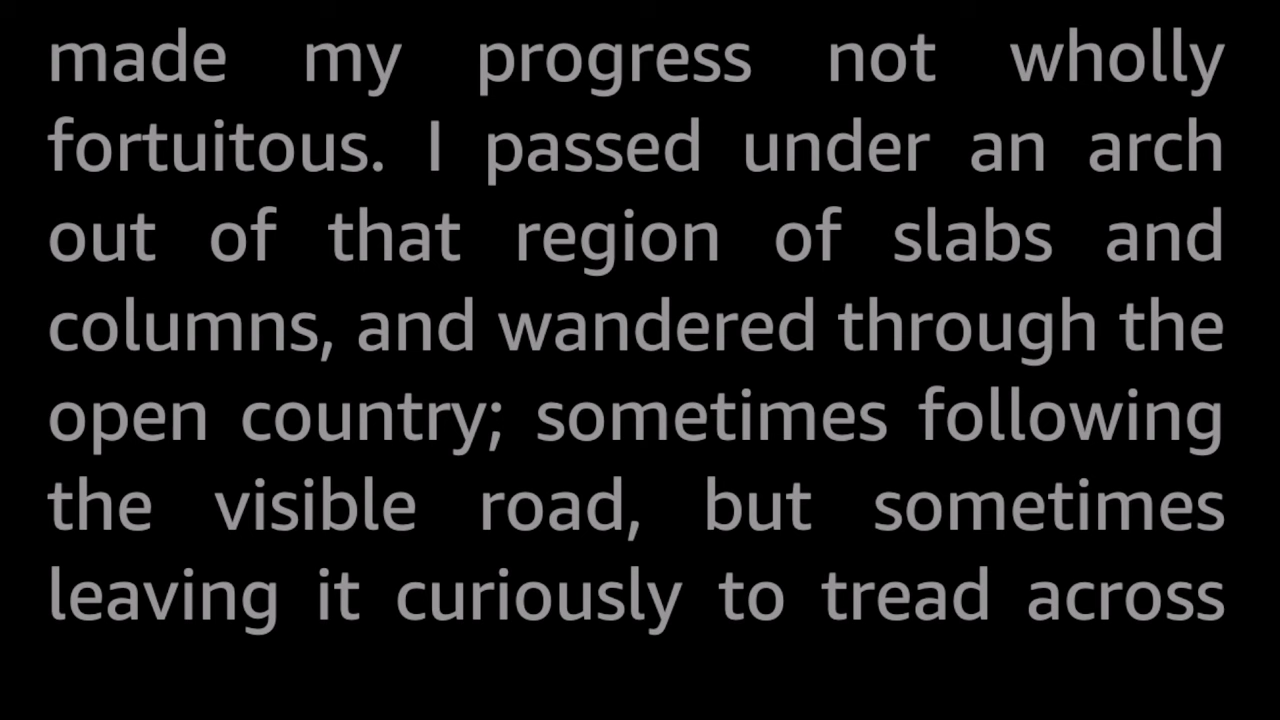 made my progress not wholly
fortuitous. I passed under an arch
out of that region of slabs and
columns, and wandered through the
open country; sometimes following
the visible road, but sometimes
leaving it curiously to tread across